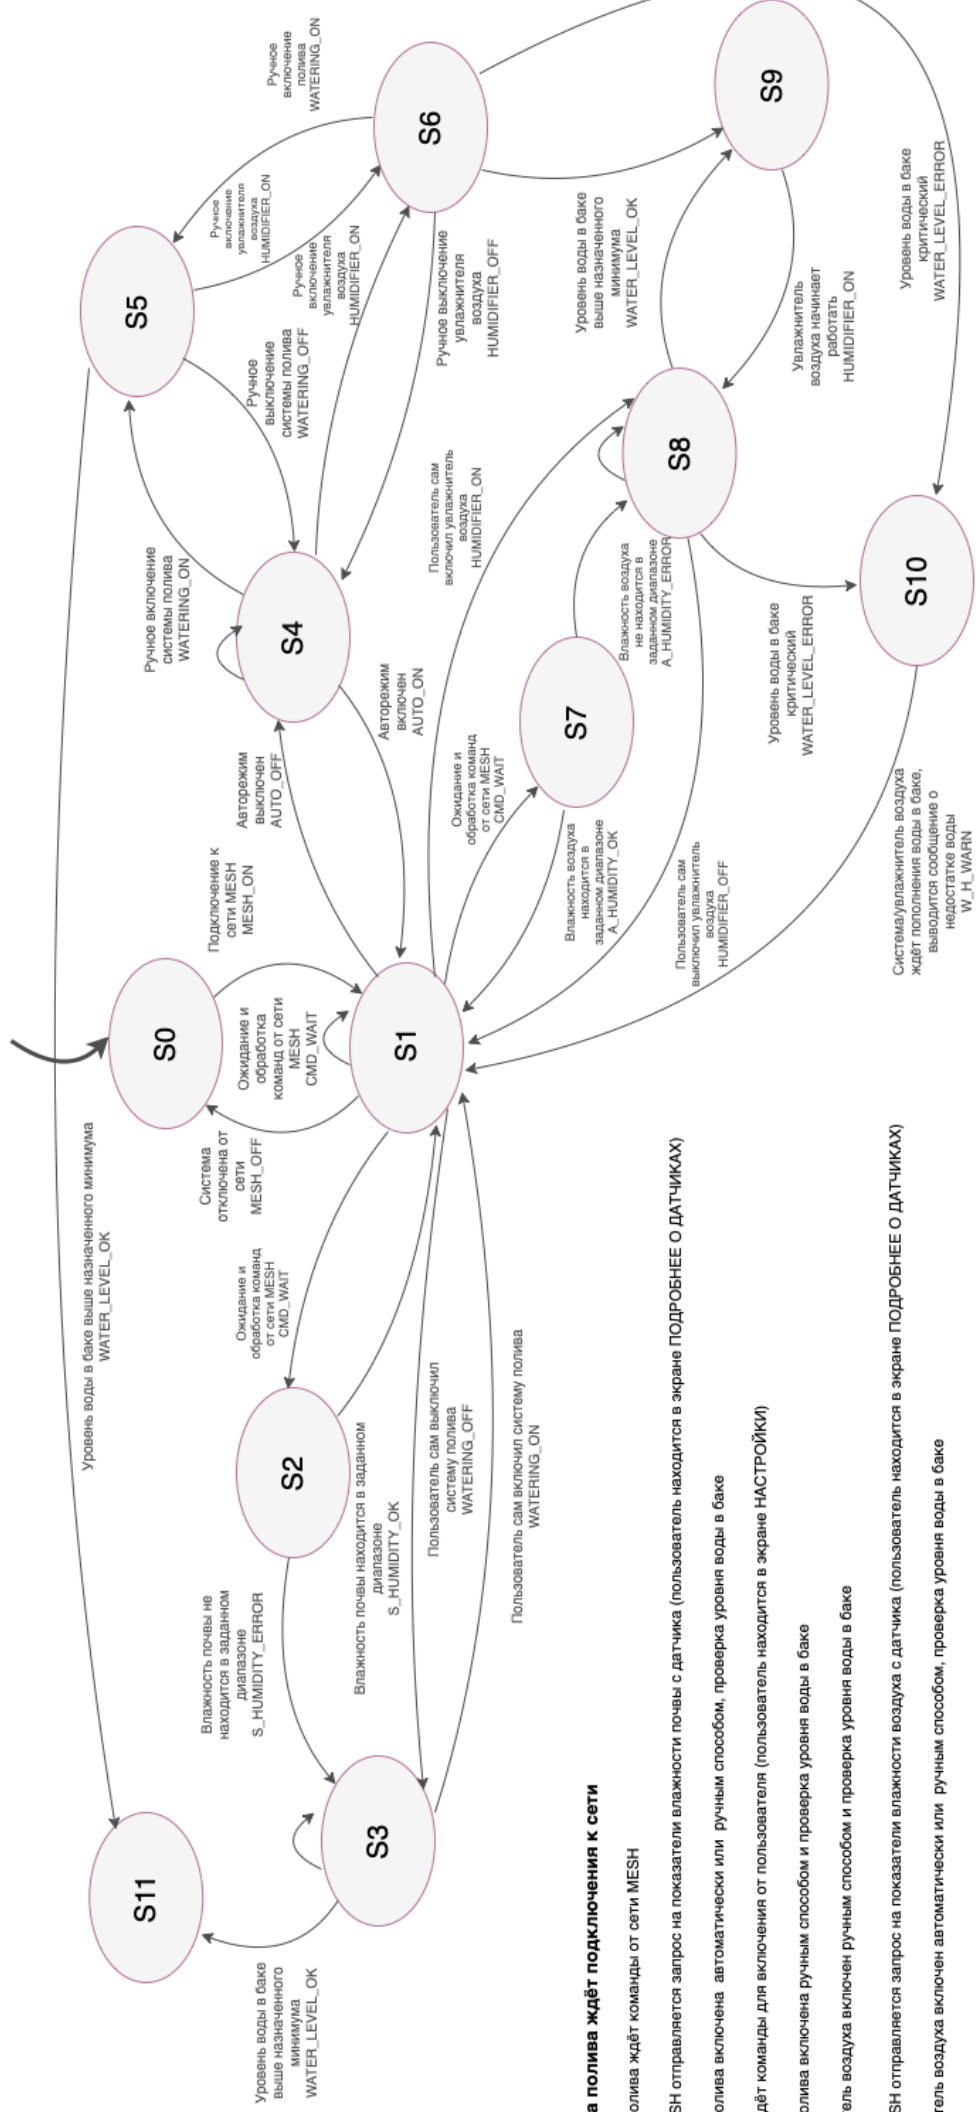 S11
Уровень воды в баке
выше назначенного
минимума
WATER_LEVEL_OK
S3
Влажность почвы не
находится в заданном
диапазоне
S_HUMIDITY_ERROR
S2
Уровень воды в баке выше назначенного минимума
WATER_LEVEL_OK
Влажность почвы находится в заданном
диапазоне
S_HUMIDITY_OK
Пользователь сам выключил
систему полива
WATERING_OFF
Пользователь сам включил систему полива
WATERING_ON
Ожидание и
обработка команд
от сети MESH
CMD_WAIT
Система
отключена от
сети
MESH_OFF
S0
Ожидание и
обработка
команд от сети
MESH
CMD_WAIT
S1
Подключение к
сети MESH
MESH_ON
Авторежим
выключен
AUTO_OFF
Авторежим
включен
AUTO_ON
S4
Ручное включение
системы полива
WATERING_ON
S5
Ручное
выключение
системы полива
WATERING_OFF
Ручное
включение
увлажнителя
воздуха
HUMIDIFIER_ON
Ручное
включение
увлажнителя
воздуха
HUMIDIFIER_ON
Ручное
включение
полива
WATERING_ON
S6
Ручное выключение
увлажнителя
воздуха
HUMIDIFIER_OFF
Пользователь сам
включил увлажнитель
воздуха
HUMIDIFIER_ON
Ожидание и
обработка команд
от сети MESH
CMD_WAIT
S7
Влажность воздуха
находится в
заданном диапазоне
A_HUMIDITY_OK
Влажность воздуха
не находится в
заданном диапазоне
A_HUMIDITY_ERROR
S8
Пользователь сам
выключил увлажнитель
воздуха
HUMIDIFIER_OFF
Уровень воды в баке
выше назначенного
минимума
WATER_LEVEL_OK
S9
Увлажнитель
воздуха начинает
работать
HUMIDIFIER_ON
Уровень воды в баке
критический
WATER_LEVEL_ERROR
Уровень воды в баке
критический
WATER_LEVEL_ERROR
S10
Система/увлажнитель воздуха
ждёт пополнения воды в баке,
выводится сообщение о
недостатке воды
W_H_WARN
а полива ждёт подключения к сети
олива ждёт команды от сети MESH
SH отправляется запрос на показатели влажности почвы с датчика (пользователь находится в экране ПОДРОБНЕЕ О ДАТЧИКАХ)
олива включена автоматически или ручным способом, проверка уровня воды в баке
дёт команды для включения от пользователя (пользователь находится в экране НАСТРОЙКИ)
олива включена ручным способом и проверка уровня воды в баке
тель воздуха включен ручным способом и проверка уровня воды в баке
SH отправляется запрос на показатели влажности воздуха с датчика (пользователь находится в экране ПОДРОБНЕЕ О ДАТЧИКАХ)
тель воздуха включен автоматически или ручным способом, проверка уровня воды в баке